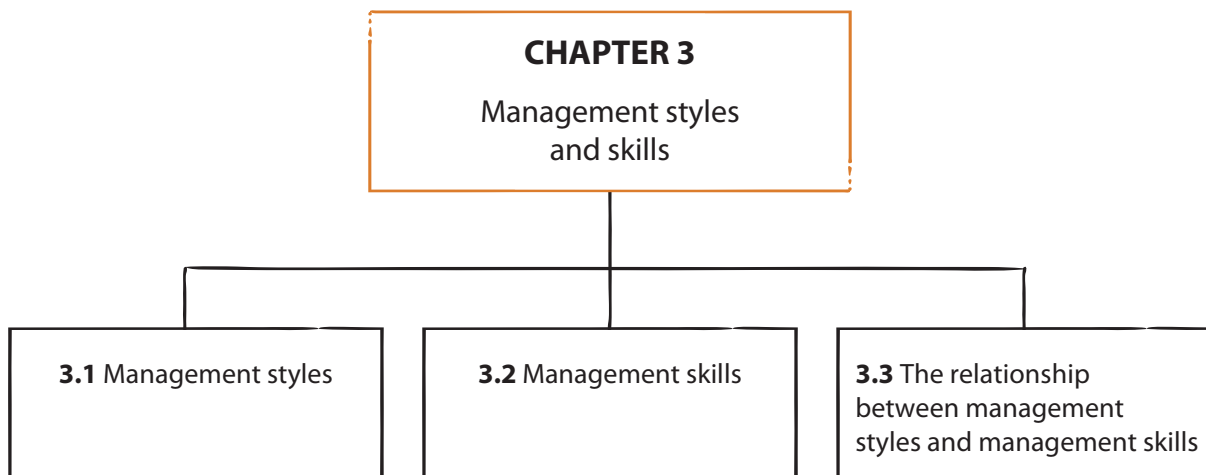 CHAPTER 3
Management styles
and skills
3.1 Management styles
3.2 Management skills
3.3 The relationship
between management
styles and management skills